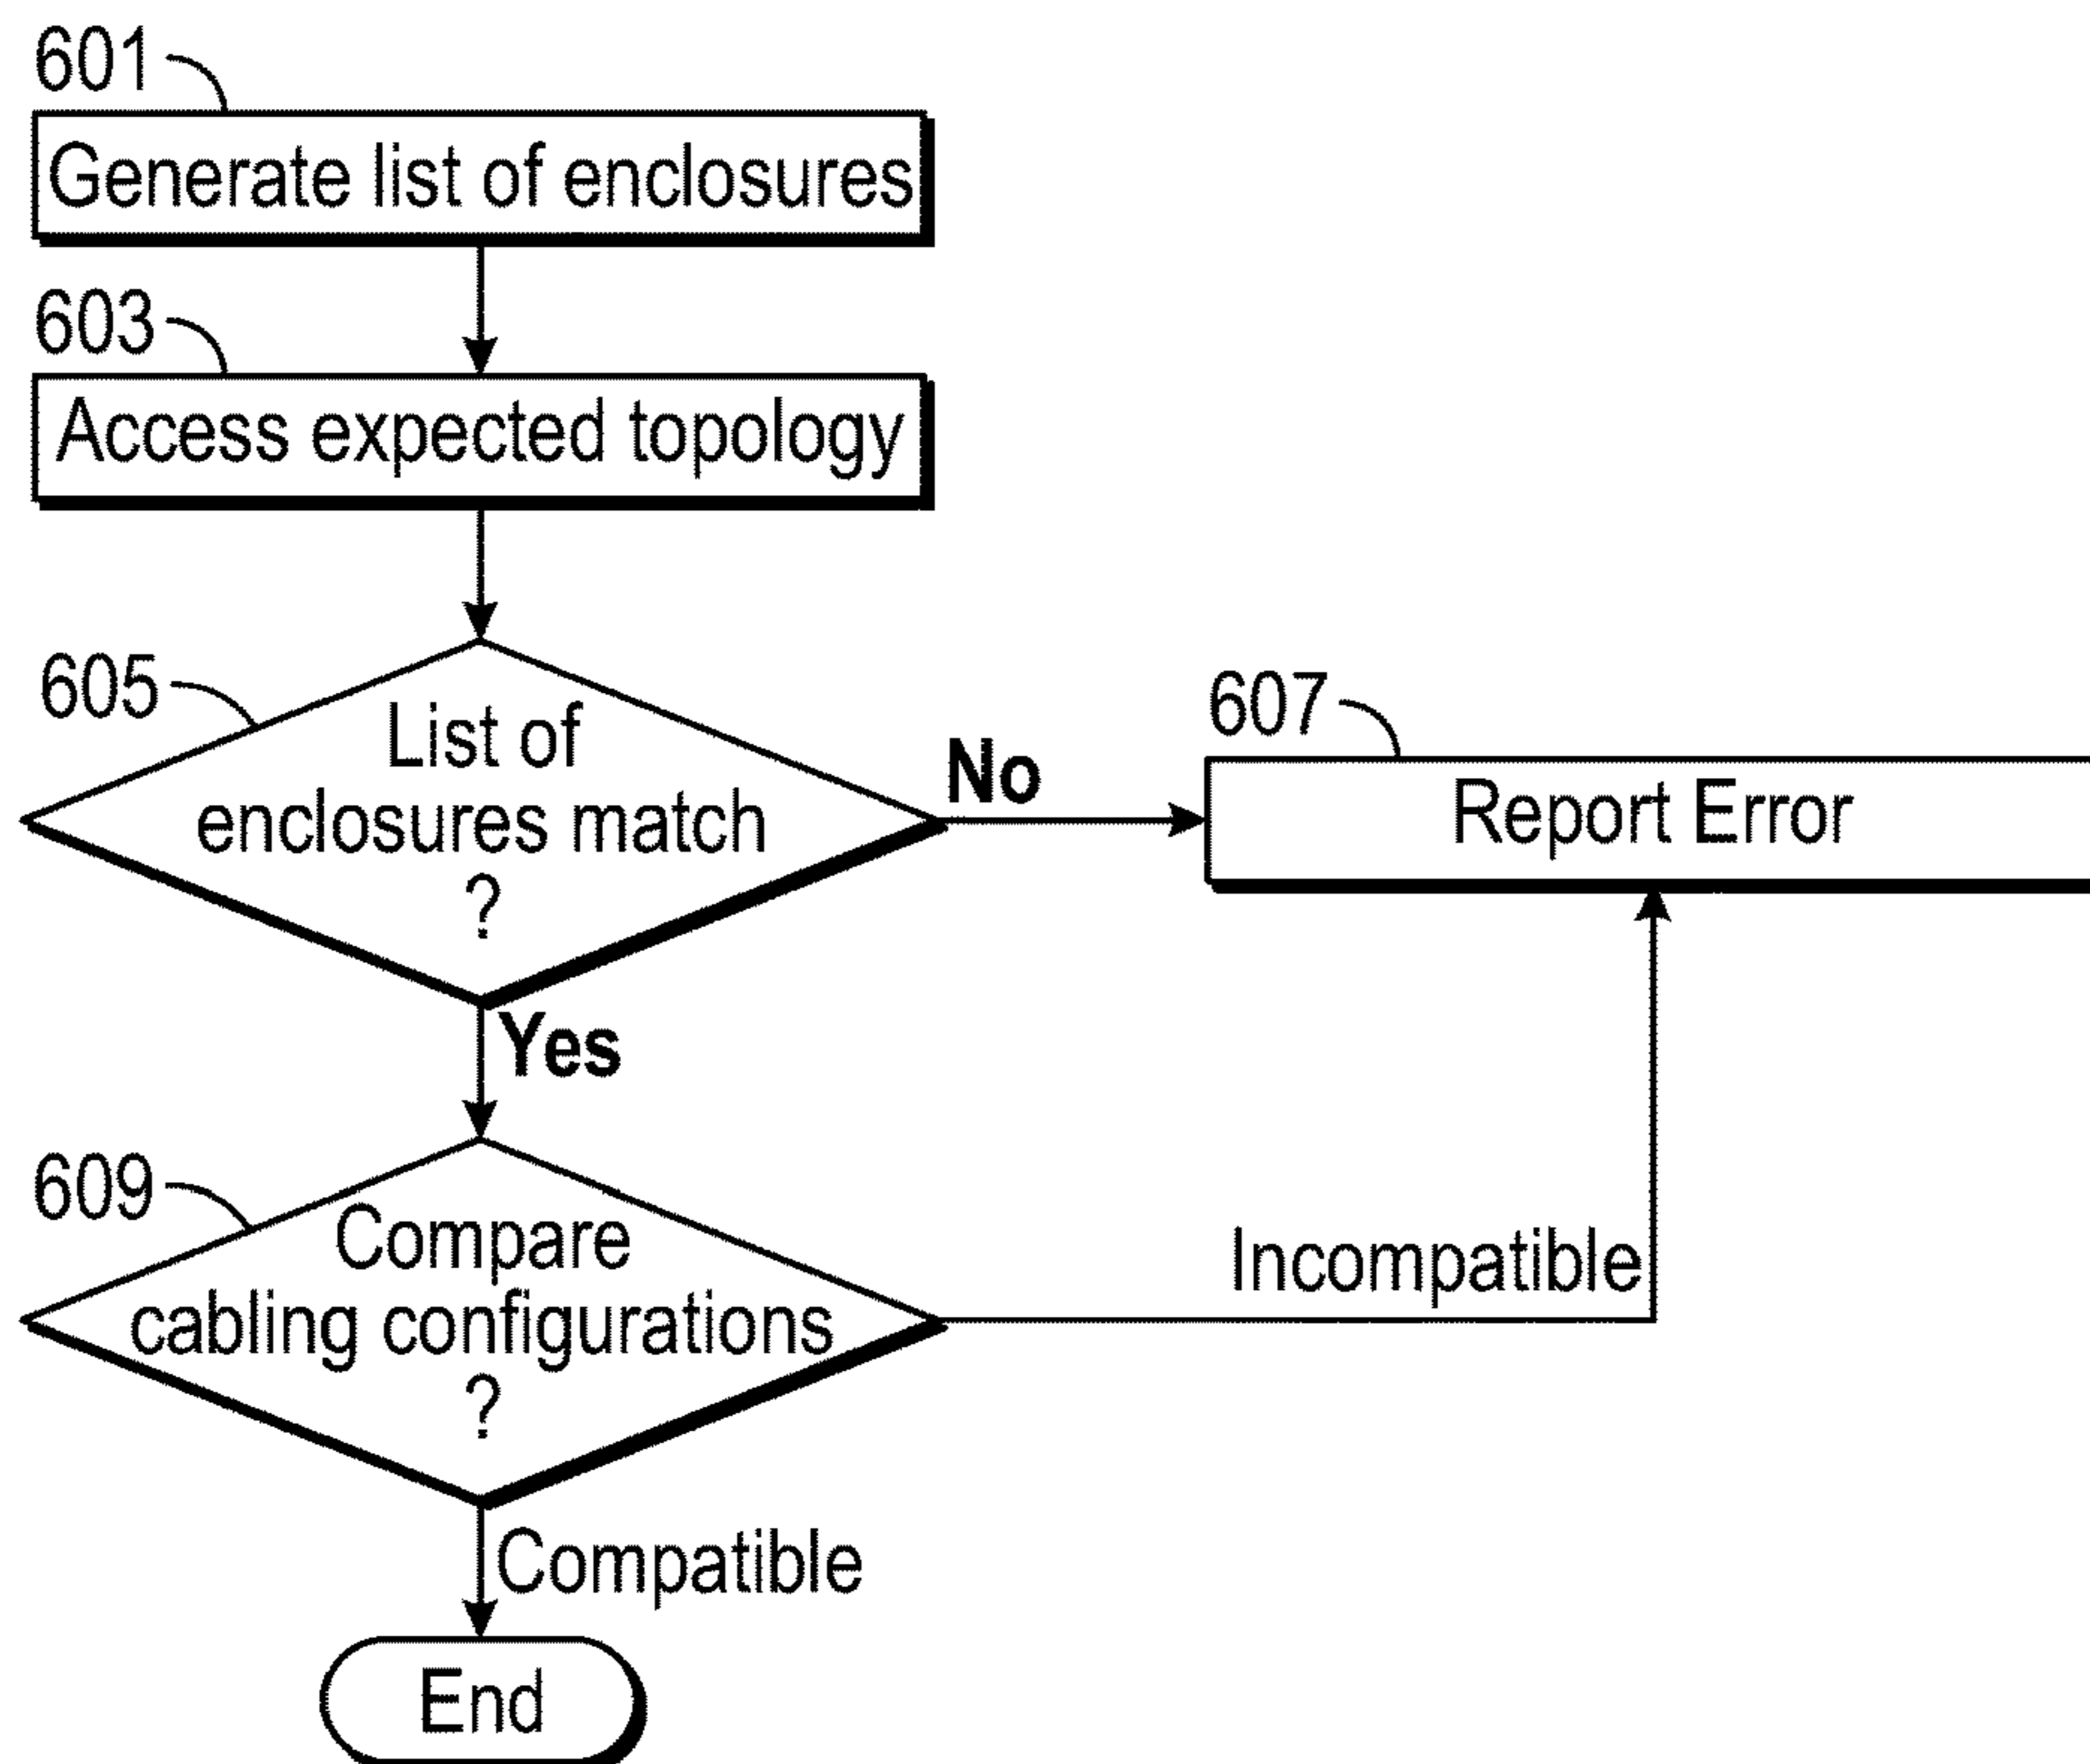 601
Generate list of enclosures
603
Access expected topology
605
List of
enclosures match
?
No
607
Report Error
Yes
609
Compare
cabling configurations
?
Incompatible
Compatible
End